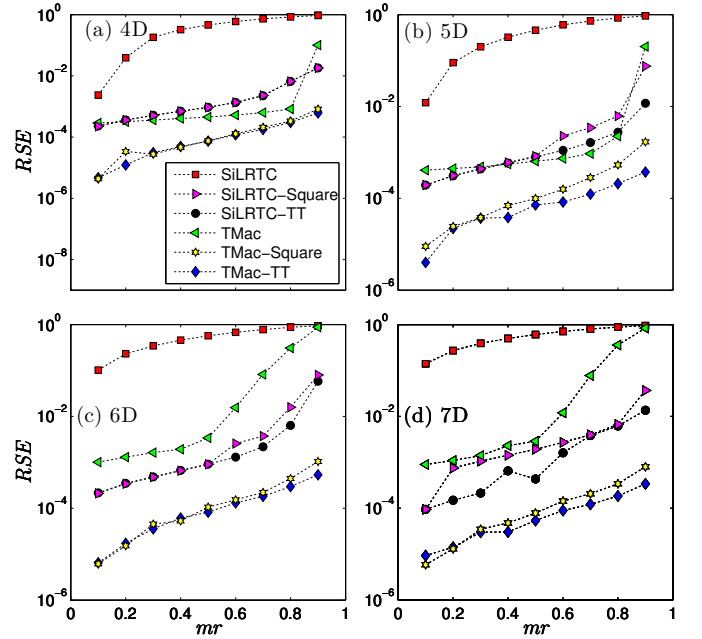 (a) 4D
10^0
10^-2
10^-4
10^-6
10^-8
RSE
SiLRTC
SiLRTC-Square
SiLRTC-TT
TMac
TMac-Square
TMac-TT
(b) 5D
10^0
10^-2
10^-4
10^-6
(c) 6D
10^0
10^-2
10^-4
10^-6
RSE
0 0.2 0.4 0.6 0.8 1
mr
(d) 7D
10^0
10^-2
10^-4
10^-6
0 0.2 0.4 0.6 0.8 1
mr